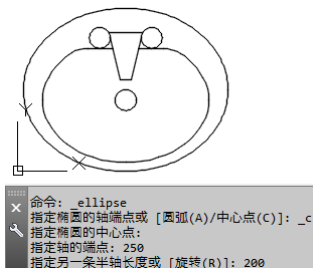 Y
X
命令: _ellipse
指定椭圆的轴端点或 [圆弧(A)/中心点(C)]: _c
指定椭圆的中心点:
指定轴的端点: 250
指定另一条半轴长度或 [旋转(R)]: 200